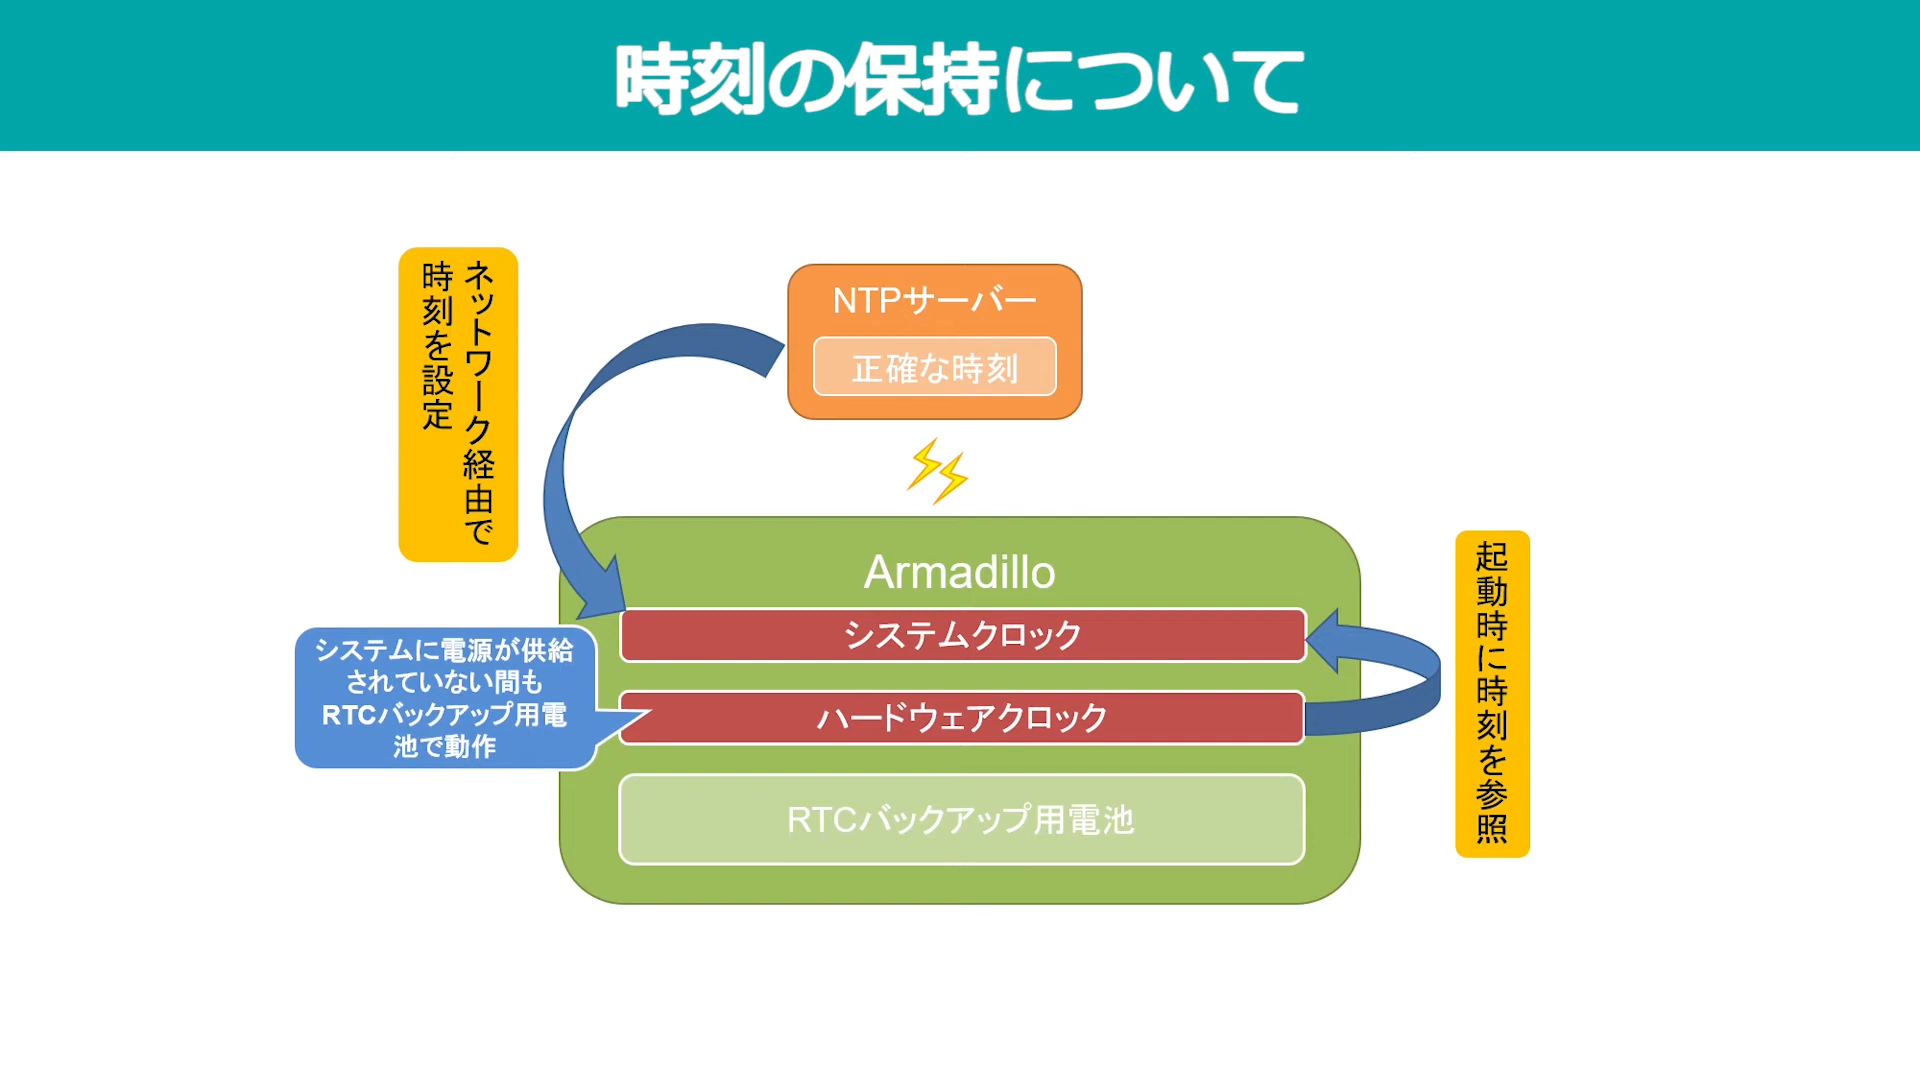 時刻の保持について
ネットワーク経由で
時刻を設定
NTPサーバー
正確な時刻
Armadillo
システムクロック
システムに電源が供給
されていない間も
RTCバックアップ用電
池で動作
ハードウェアクロック
RTCバックアップ用電池
起動時に時刻を参照